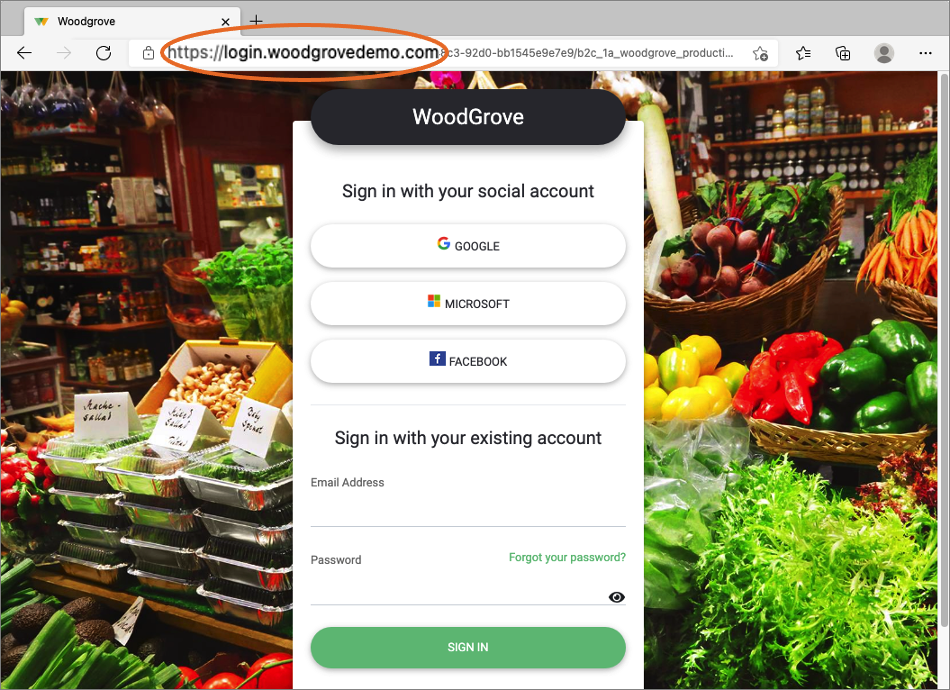 Woodgrove
https://login.woodgrovedemo.com-8c3-92d0-bb1545e9e7e9/b2c_1a_woodgrove_producti...
WoodGrove
Sign in with your social account
GOOGLE
MICROSOFT
FACEBOOK
Sign in with your existing account
Email Address
Password
Forgot your password?
SIGN IN